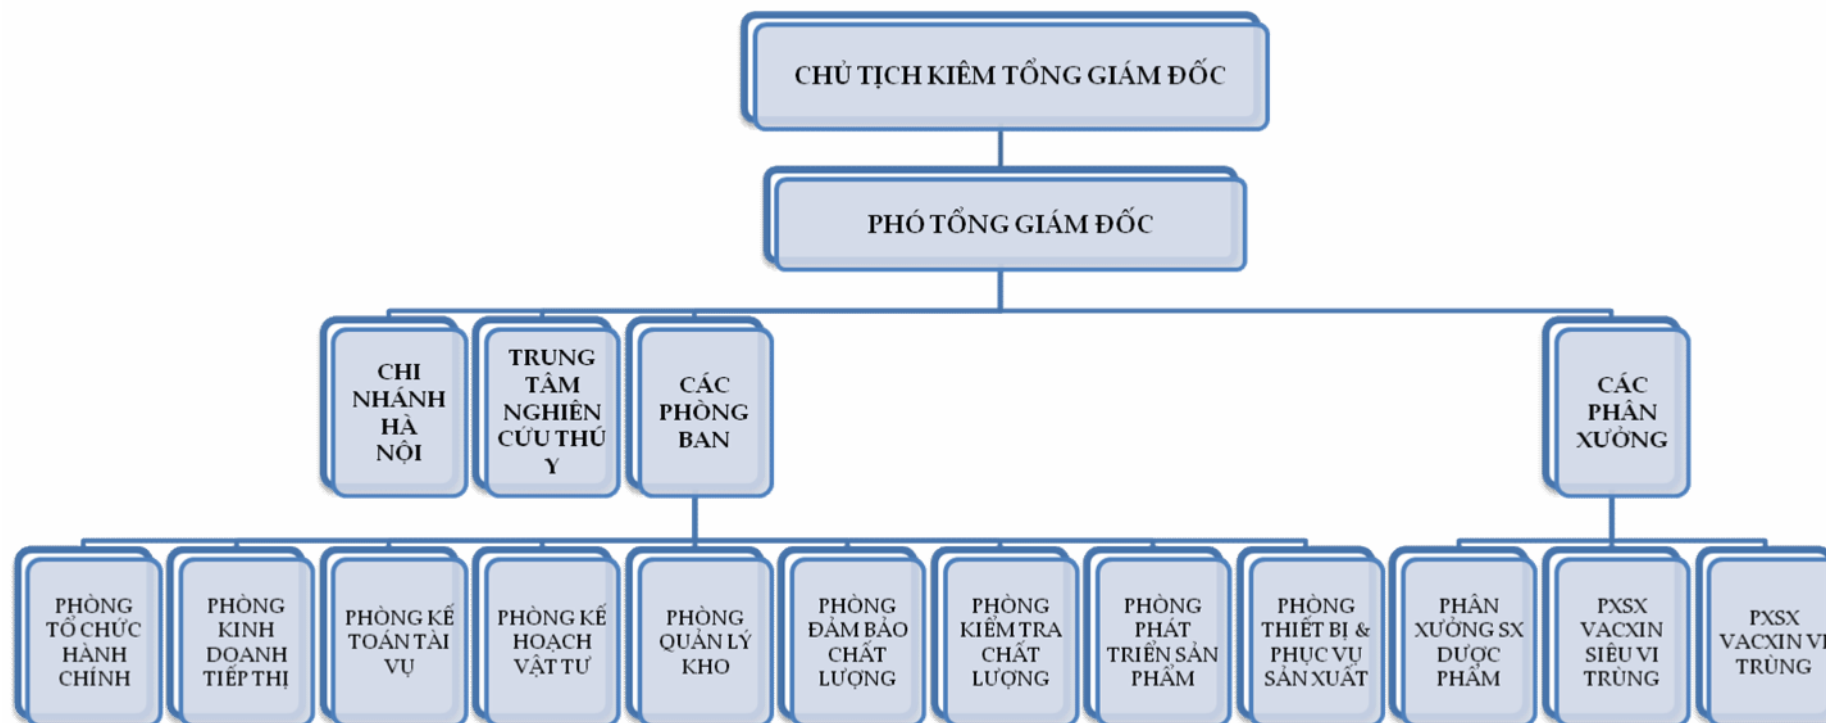 CHỦ TỊCH KIÊM TỔNG GIÁM ĐỐC
PHÓ TỔNG GIÁM ĐỐC
CHI
NHÁNH
HÀ
NỘI
TRUNG
TÂM
NGHIÊN
CỨU THÚ
Y
CÁC
PHÒNG
BAN
CÁC
PHÂN
XƯỞNG
PHÒNG
TỔ CHỨC
HÀNH
CHÍNH
PHÒNG
KINH
DOANH
TIẾP THỊ
PHÒNG KẾ
TOÁN TÀI
VỤ
PHÒNG KẾ
HOẠCH
VẬT TƯ
PHÒNG
QUẢN LÝ
KHO
PHÒNG
ĐẢM BẢO
CHẤT
LƯỢNG
PHÒNG
KIỂM TRA
CHẤT
LƯỢNG
PHÒNG
PHÁT
TRIỂN SẢN
PHẨM
PHÒNG
THIẾT BỊ &
PHỤC VỤ
SẢN XUẤT
PHÂN
XƯỞNG SX
DƯỢC
PHẨM
PXSX
VACXIN
SIÊU VI
TRÙNG
PXSX
VACXIN VI
TRÙNG